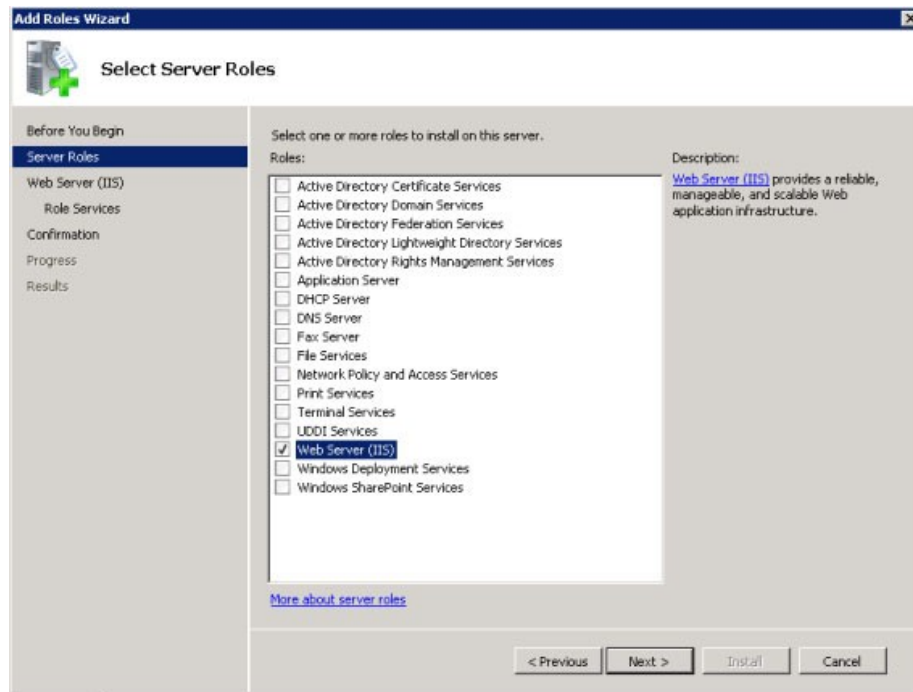 Add Roles Wizard
Select Server Roles
Before You Begin
Server Roles
Web Server (IIS)
Role Services
Confirmation
Progress
Results
Select one or more roles to install on this server.
Roles:
Active Directory Certificate Services
Active Directory Domain Services
Active Directory Federation Services
Active Directory Lightweight Directory Services
Active Directory Rights Management Services
Application Server
DHCP Server
DNS Server
Fax Server
File Services
Network Policy and Access Services
Print Services
Terminal Services
UDDI Services
Web Server (IIS)
Windows Deployment Services
Windows SharePoint Services
More about server roles
Description:
Web Server (IIS) provides a reliable,
manageable, and scalable Web
application infrastructure.
< Previous
Next >
Install
Cancel